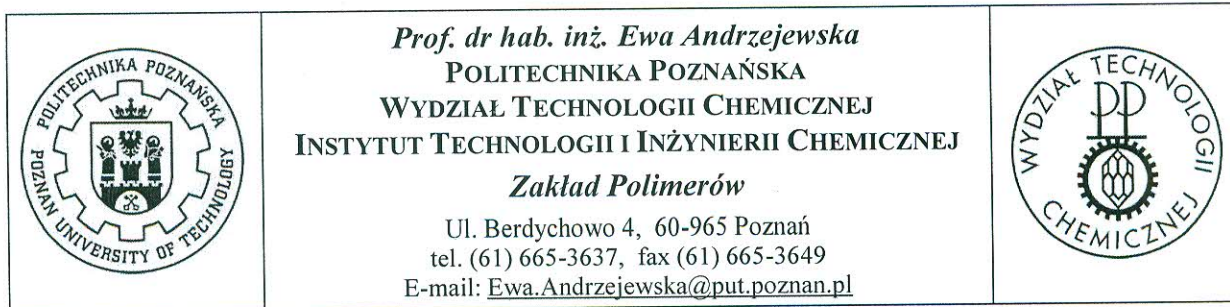 POLITECHNIKA POZNAŃSKA
POZNAN UNIVERSITY OF TECHNOLOGY
Prof. dr hab. inż. Ewa Andrzejewska
POLITECHNIKA POZNAŃSKA
WYDZIAŁ TECHNOLOGII CHEMICZNEJ
INSTYTUT TECHNOLOGII I INŻYNIERII CHEMICZNEJ
Zakład Polimerów
Ul. Berdychowo 4, 60-965 Poznań
tel. (61) 665-3637, fax (61) 665-3649
E-mail: Ewa.Andrzejewska@put.poznan.pl
WYDZIAŁ TECHNOLOGII
PP
CHEMICZNEJ